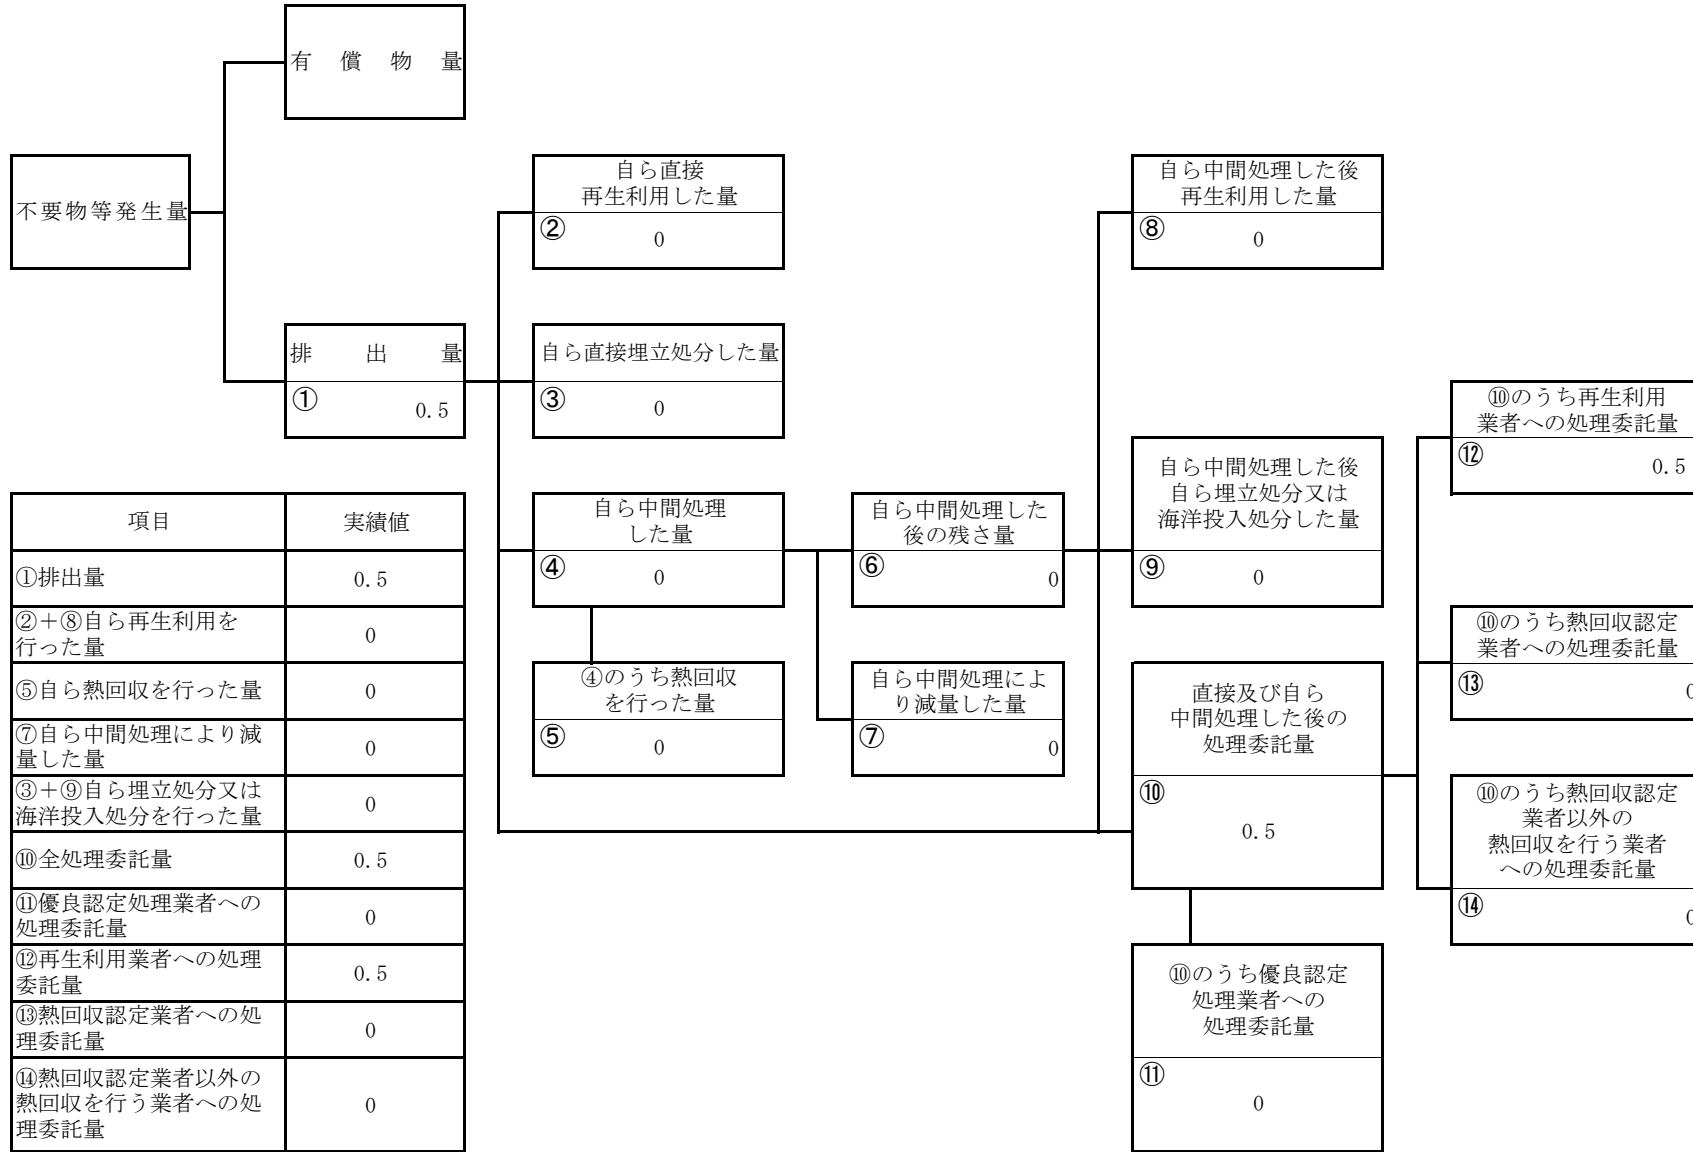 有償物量
不要物等発生量
自ら直接
再生利用した量
②
0
自ら中間処理した後
再生利用した量
⑧
0
排出量
①
0.5
自ら直接埋立処分した量
③
0
⑩のうち再生利用
業者への処理委託量
⑫
0.5
自ら中間処理した後
自ら埋立処分又は
海洋投入処分した量
⑨
0
自ら中間処理
した量
④
0
自ら中間処理した
後の残さ量
⑥
0
⑩のうち熱回収認定
業者への処理委託量
⑬
0
④のうち熱回収
を行った量
⑤
0
自ら中間処理によ
り減量した量
⑦
0
直接及び自ら
中間処理した後の
処理委託量
⑩
0.5
⑩のうち熱回収認定
業者以外の
熱回収を行う業者
への処理委託量
⑭
0
⑩のうち優良認定
処理業者への
処理委託量
⑪
0
項目 実績値
①排出量 0.5
②+⑧自ら再生利用を
行った量 0
⑤自ら熱回収を行った量 0
⑦自ら中間処理により減
量した量 0
③+⑨自ら埋立処分又は
海洋投入処分を行った量 0
⑩全処理委託量 0.5
⑪優良認定処理業者への
処理委託量 0
⑫再生利用業者への処理
委託量 0.5
⑬熱回収認定業者への処
理委託量 0
⑭熱回収認定業者以外の
熱回収を行う業者への処
理委託量 0